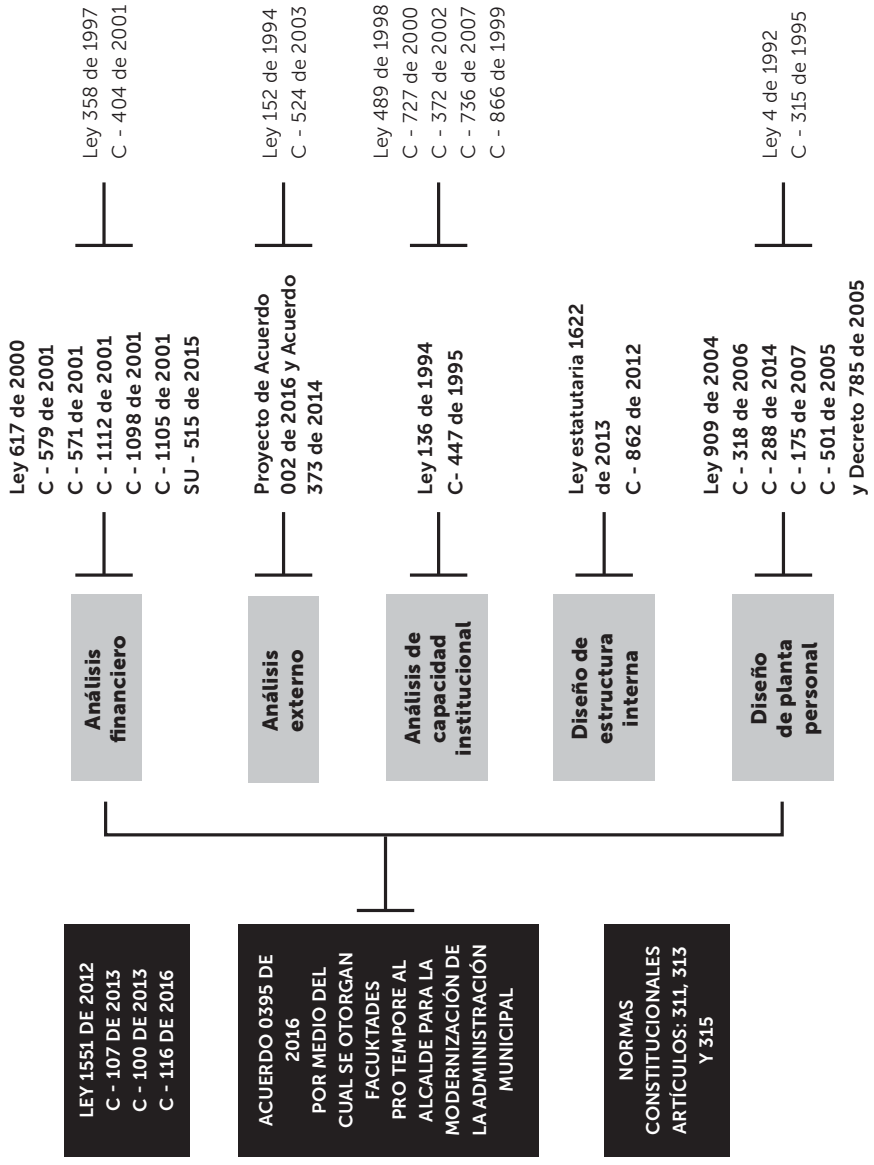 LEY 1551 DE 2012
C - 107 DE 2013
C - 100 DE 2013
C - 116 DE 2016
ACUERDO 0395 DE
2016
POR MEDIO DEL
CUAL SE OTORGAN
FACUKTADES
PRO TEMPORE AL
ALCALDE PARA LA
MODERNIZACIÓN DE
LA ADMINISTRACIÓN
MUNICIPAL
NORMAS
CONSTITUCIONALES
ARTÍCULOS: 311, 313
Y 315
Análisis
financiero
Ley 617 de 2000
C - 579 de 2001
C - 571 de 2001
C - 1112 de 2001
C - 1098 de 2001
C - 1105 de 2001
SU - 515 de 2015
Ley 358 de 1997
C - 404 de 2001
Análisis
externo
Proyecto de Acuerdo
002 de 2016 y Acuerdo
373 de 2014
Ley 152 de 1994
C - 524 de 2003
Análisis de
capacidad
institucional
Ley 136 de 1994
C- 447 de 1995
Ley 489 de 1998
C - 727 de 2000
C - 372 de 2002
C - 736 de 2007
C - 866 de 1999
Diseño de
estructura
interna
Ley estatutaria 1622
de 2013
C - 862 de 2012
Diseño
de planta
personal
Ley 909 de 2004
C - 318 de 2006
C - 288 de 2014
C - 175 de 2007
C - 501 de 2005
y Decreto 785 de 2005
Ley 4 de 1992
C - 315 de 1995